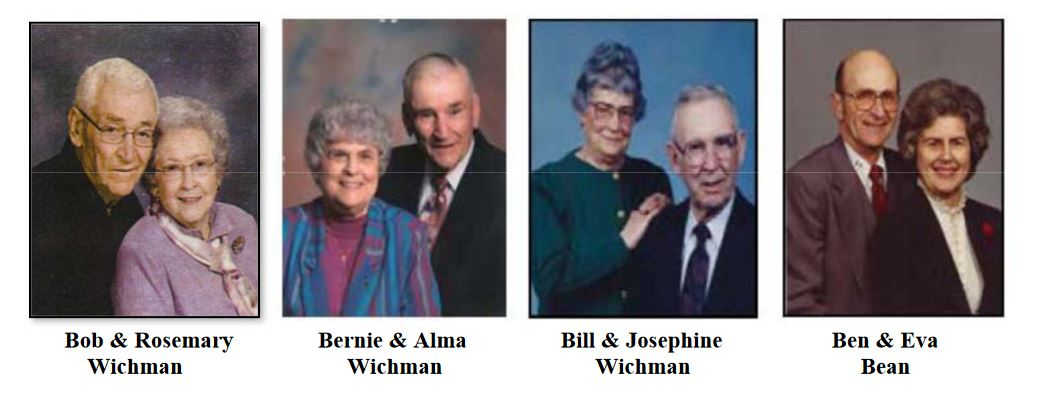 Bob & Rosemary
Wichman
Bernie & Alma
Wichman
Bill & Josephine
Wichman
Ben & Eva
Bean